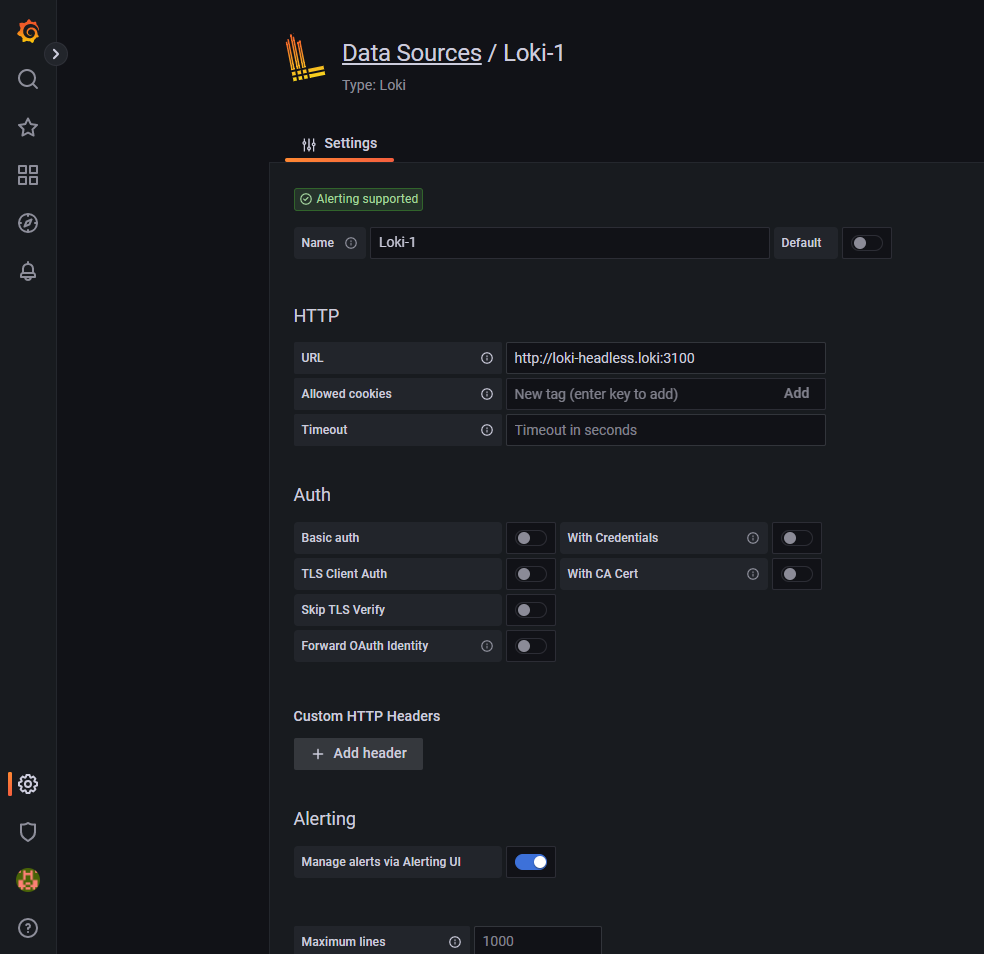 Data Sources / Loki-1
Type: Loki
Settings
Alerting supported
Name Loki-1 Default
HTTP
URL http://loki-headless.loki:3100
Allowed cookies New tag (enter key to add) Add
Timeout Timeout in seconds
Auth
Basic auth With Credentials
TLS Client Auth With CA Cert
Skip TLS Verify
Forward OAuth Identity
Custom HTTP Headers
Add header
Alerting
Manage alerts via Alerting UI
Maximum lines 1000